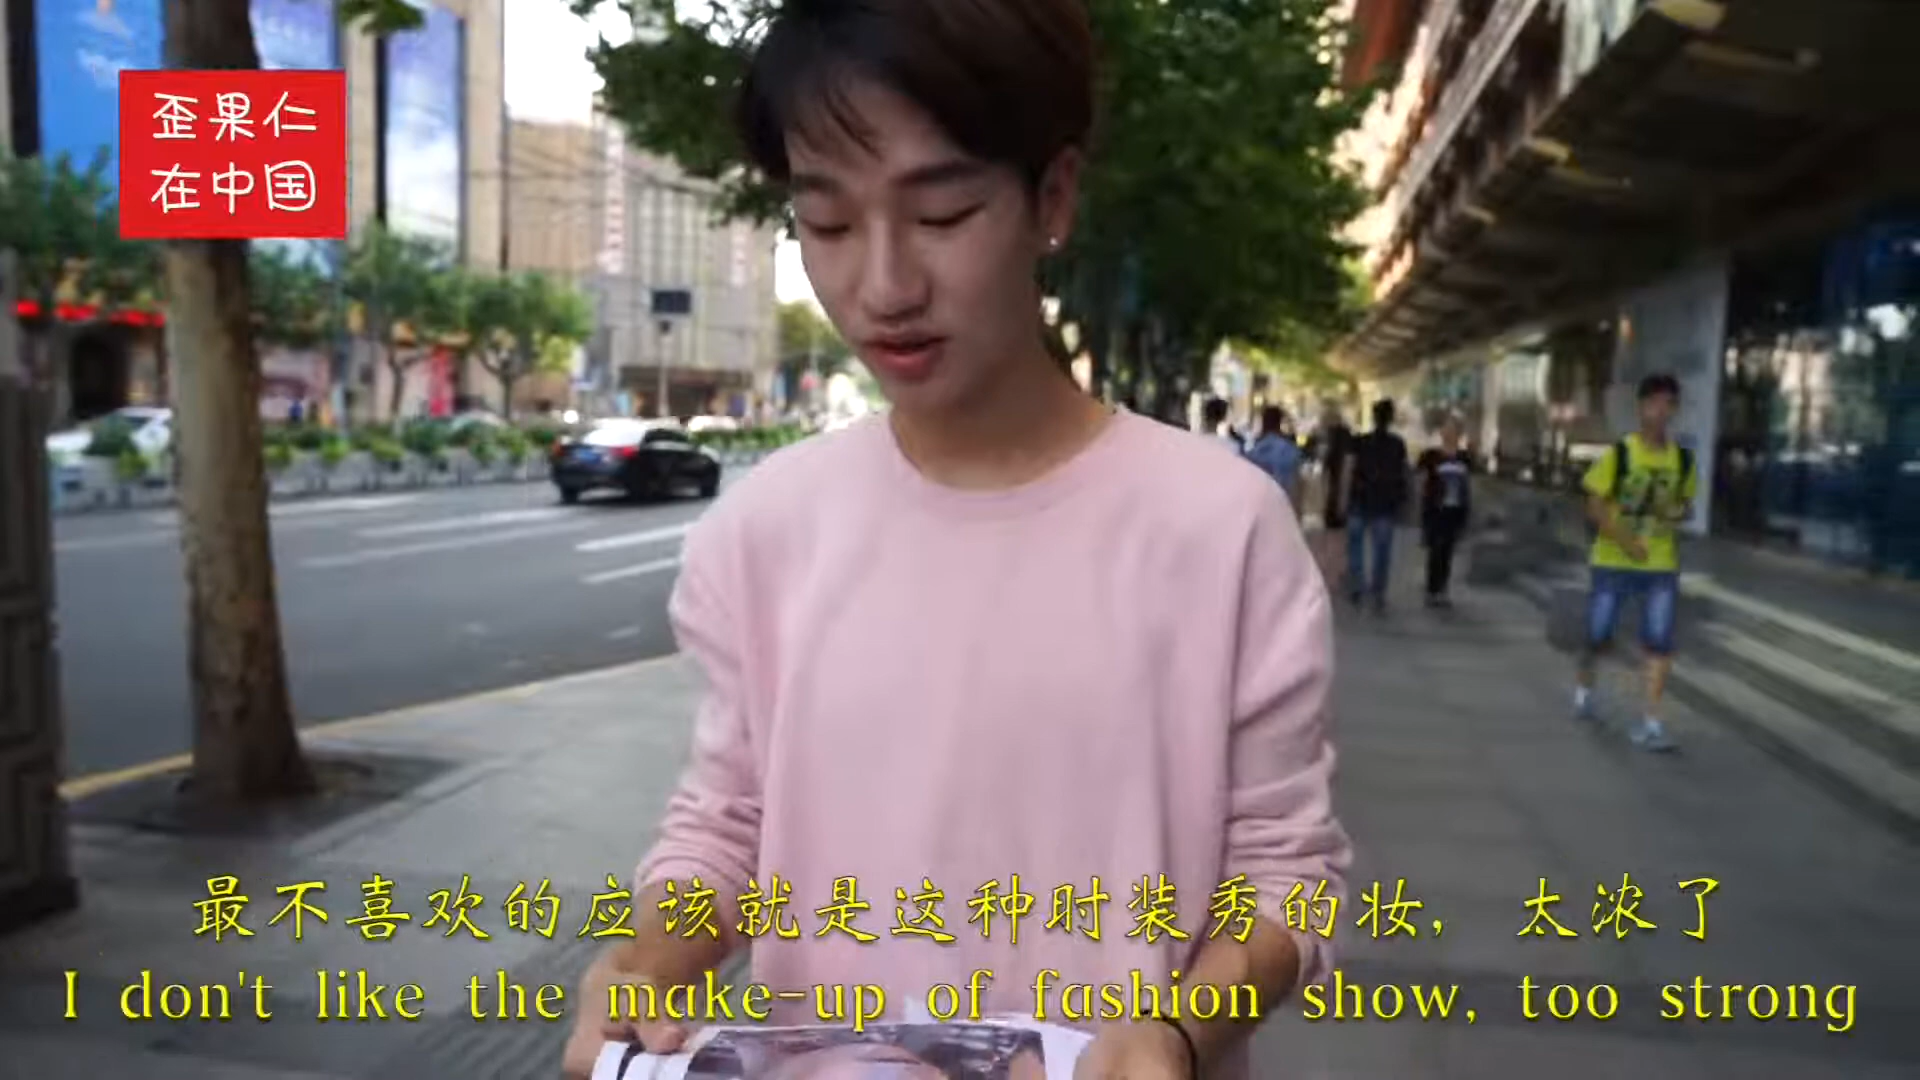 歪果仁
在中国
最不喜欢的应该就是这种时装秀的妆，太浓了
I don't like the make-up of fashion show, too strong